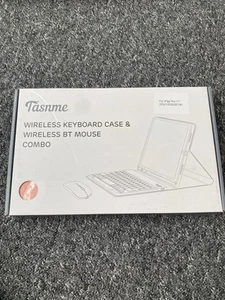 Tasnme
WIRELESS KEYBOARD CASE &
WIRELESS BT MOUSE
COMBO